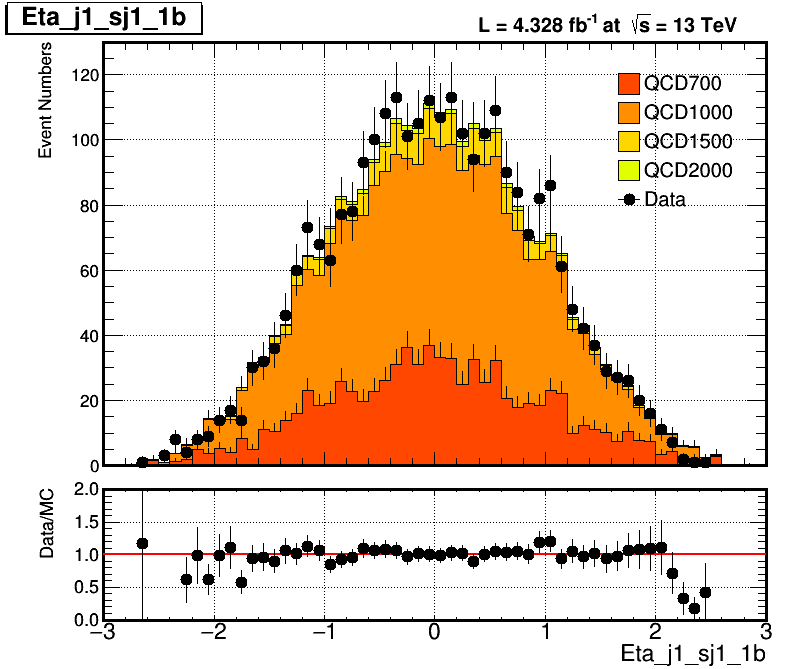 Eta_j1_sj1_1b
L = 4.328 fb⁻¹ at √s = 13 TeV
Event Numbers
120
100
80
60
40
20
0
QCD700
QCD1000
QCD1500
QCD2000
Data
Data/MC
2.0
1.5
1.0
0.5
0.0
−3 −2 −1 0 1 2 3
Eta_j1_sj1_1b